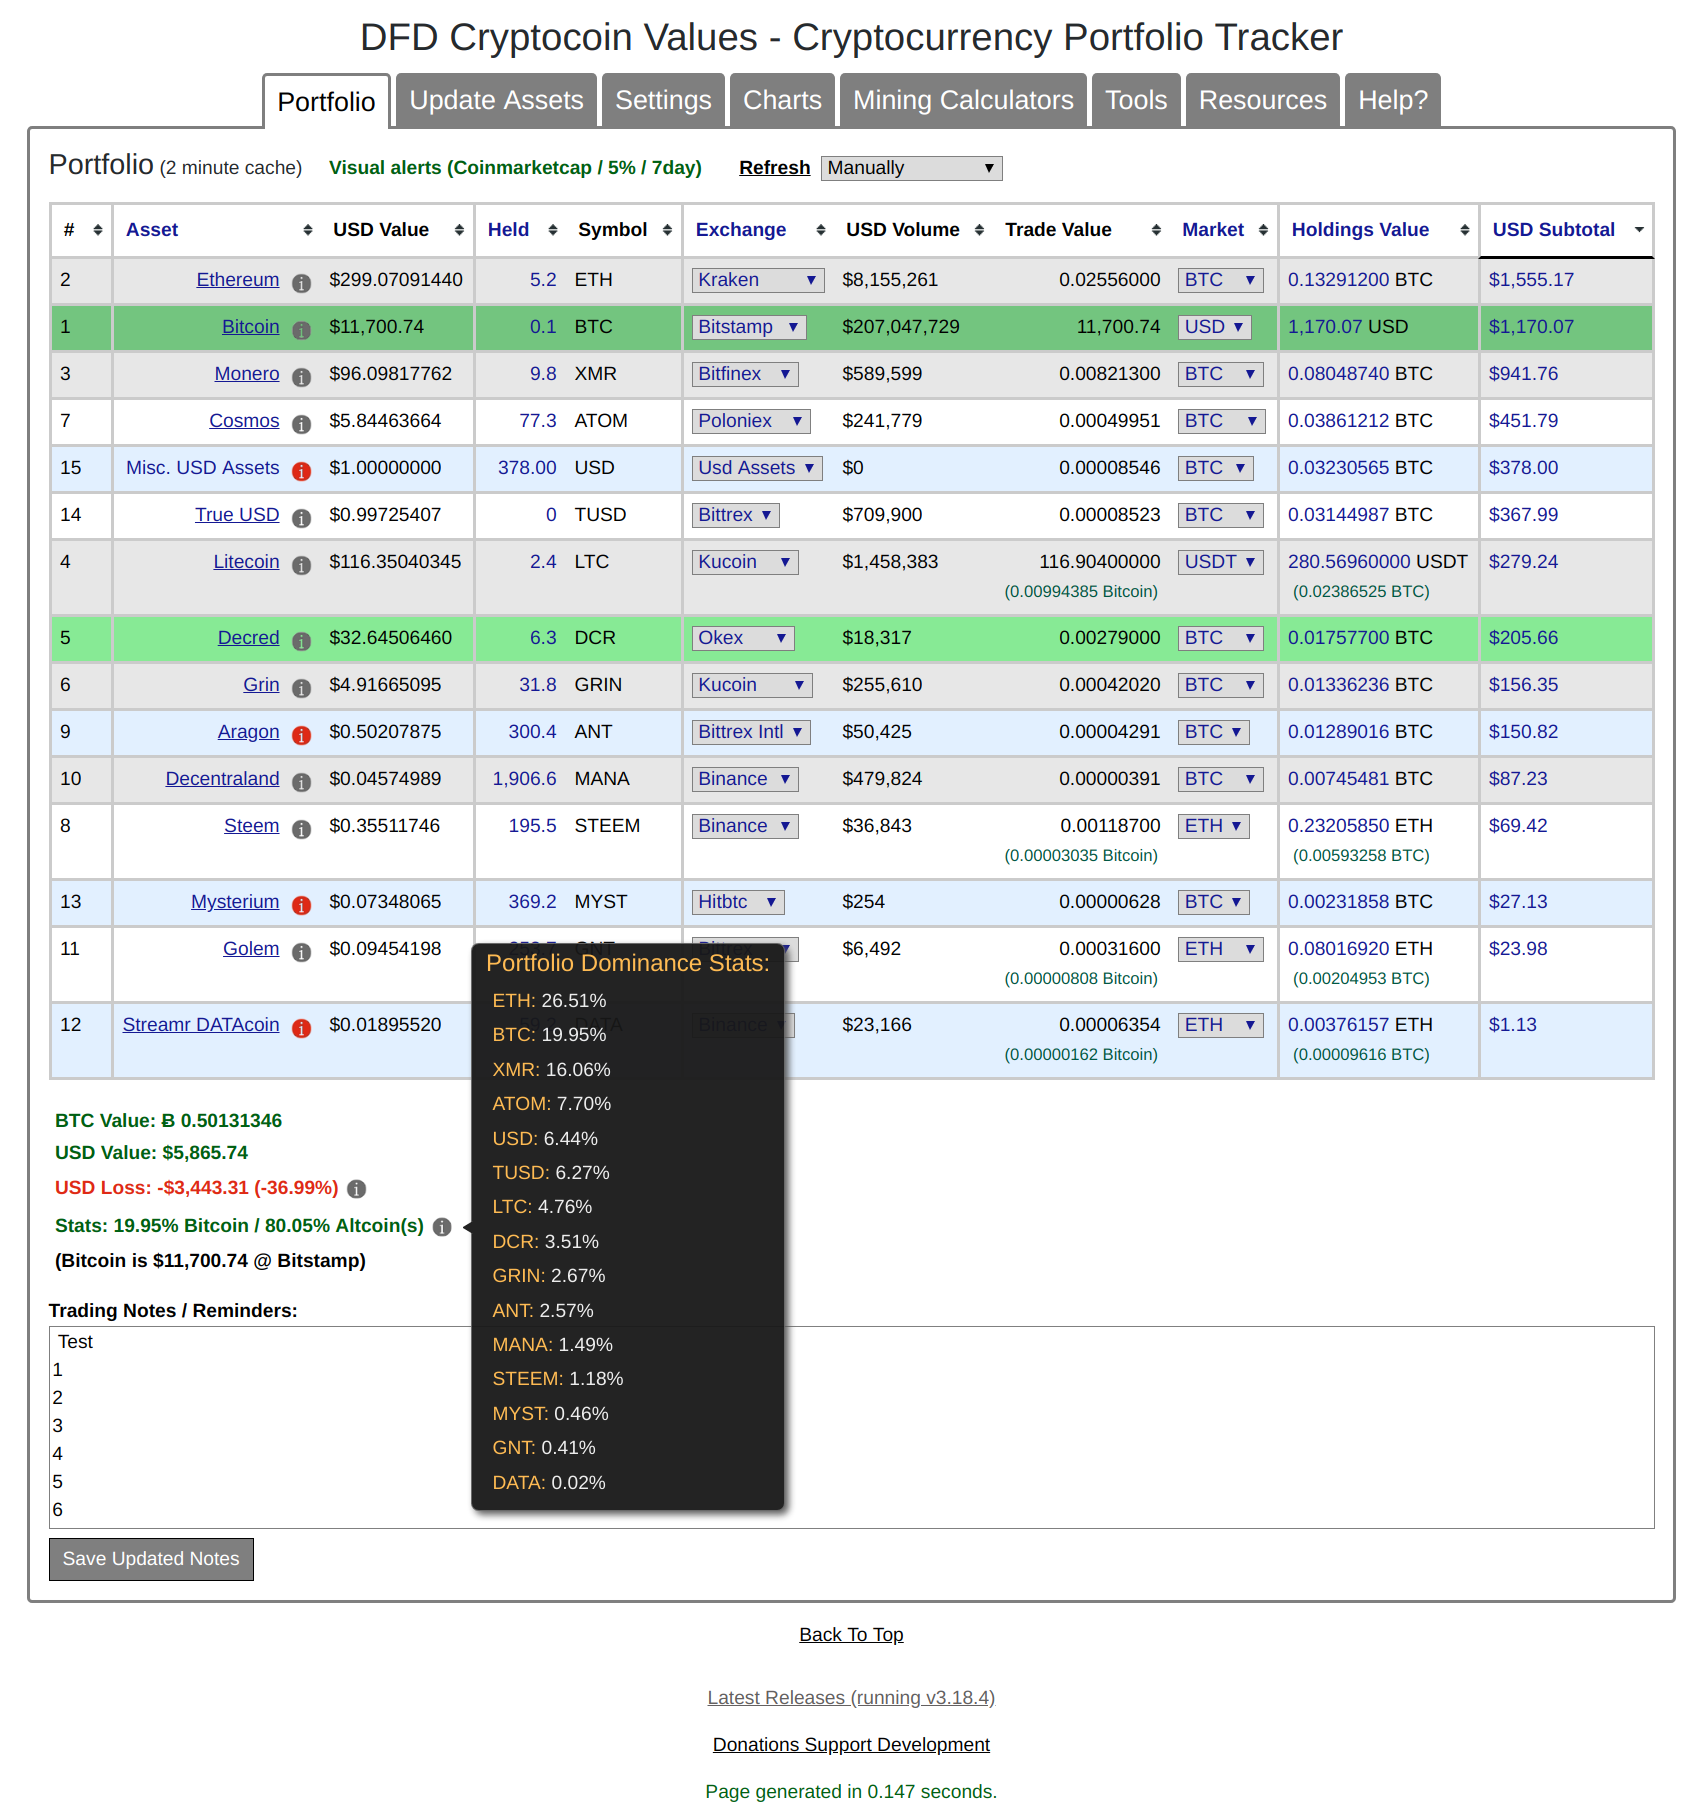 DFD Cryptocoin Values - Cryptocurrency Portfolio Tracker
Portfolio Update Assets Settings Charts Mining Calculators Tools Resources Help?
Portfolio (2 minute cache) Visual alerts (Coinmarketcap / 5% / 7day) Refresh Manually
# Asset USD Value Held Symbol Exchange USD Volume Trade Value Market Holdings Value USD Subtotal
2 Ethereum $299.07091440 5.2 ETH Kraken $8,155,261 0.02556000 BTC 0.13291200 BTC $1,555.17
1 Bitcoin $11,700.74 0.1 BTC Bitstamp $207,047,729 11,700.74 USD 1,170.07 USD $1,170.07
3 Monero $96.09817762 9.8 XMR Bitfinex $589,599 0.00821300 BTC 0.08048740 BTC $941.76
7 Cosmos $5.84463664 77.3 ATOM Poloniex $241,779 0.00049951 BTC 0.03861212 BTC $451.79
15 Misc. USD Assets $1.00000000 378.00 USD Usd Assets $0 0.00008546 BTC 0.03230565 BTC $378.00
14 True USD $0.99725407 0 TUSD Bittrex $709,900 0.00008523 BTC 0.03144987 BTC $367.99
4 Litecoin $116.35040345 2.4 LTC Kucoin $1,458,383 116.90400000 USDT 280.56960000 USDT $279.24
(0.00994385 Bitcoin) (0.02386525 BTC)
5 Decred $32.64506460 6.3 DCR Okex $18,317 0.00279000 BTC 0.01757700 BTC $205.66
6 Grin $4.91665095 31.8 GRIN Kucoin $255,610 0.00042020 BTC 0.01336236 BTC $156.35
9 Aragon $0.50207875 300.4 ANT Bittrex Intl $50,425 0.00004291 BTC 0.01289016 BTC $150.82
10 Decentraland $0.04574989 1,906.6 MANA Binance $479,824 0.00000391 BTC 0.00745481 BTC $87.23
8 Steem $0.35511746 195.5 STEEM Binance $36,843 0.00118700 ETH 0.23205850 ETH $69.42
(0.00003035 Bitcoin) (0.00593258 BTC)
13 Mysterium $0.07348065 369.2 MYST Hitbtc $254 0.00000628 BTC 0.00231858 BTC $27.13
11 Golem $0.09454198 GNT Bittrex $6,492 0.00031600 ETH 0.08016920 ETH $23.98
(0.00000808 Bitcoin) (0.00204953 BTC)
12 Streamr DATAcoin $0.01895520 DATA Binance $23,166 0.00006354 ETH 0.00376157 ETH $1.13
(0.00000162 Bitcoin) (0.00009616 BTC)
Portfolio Dominance Stats:
ETH: 26.51%
BTC: 19.95%
XMR: 16.06%
ATOM: 7.70%
USD: 6.44%
TUSD: 6.27%
LTC: 4.76%
DCR: 3.51%
GRIN: 2.67%
ANT: 2.57%
MANA: 1.49%
STEEM: 1.18%
MYST: 0.46%
GNT: 0.41%
DATA: 0.02%
BTC Value: Ƀ 0.50131346
USD Value: $5,865.74
USD Loss: -$3,443.31 (-36.99%)
Stats: 19.95% Bitcoin / 80.05% Altcoin(s)
(Bitcoin is $11,700.74 @ Bitstamp)
Trading Notes / Reminders:
Test
1
2
3
4
5
6
Save Updated Notes
Back To Top
Latest Releases (running v3.18.4)
Donations Support Development
Page generated in 0.147 seconds.